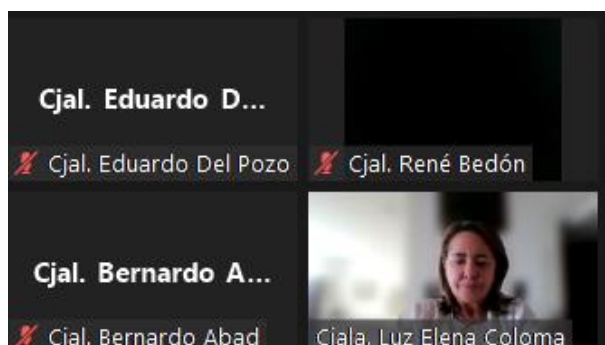 Cjal. Eduardo D...
Cjal. Eduardo Del Pozo
Cjal. René Bedón
Cjal. Bernardo A...
Cjal. Bernardo Abad
Cjala. Luz Elena Coloma